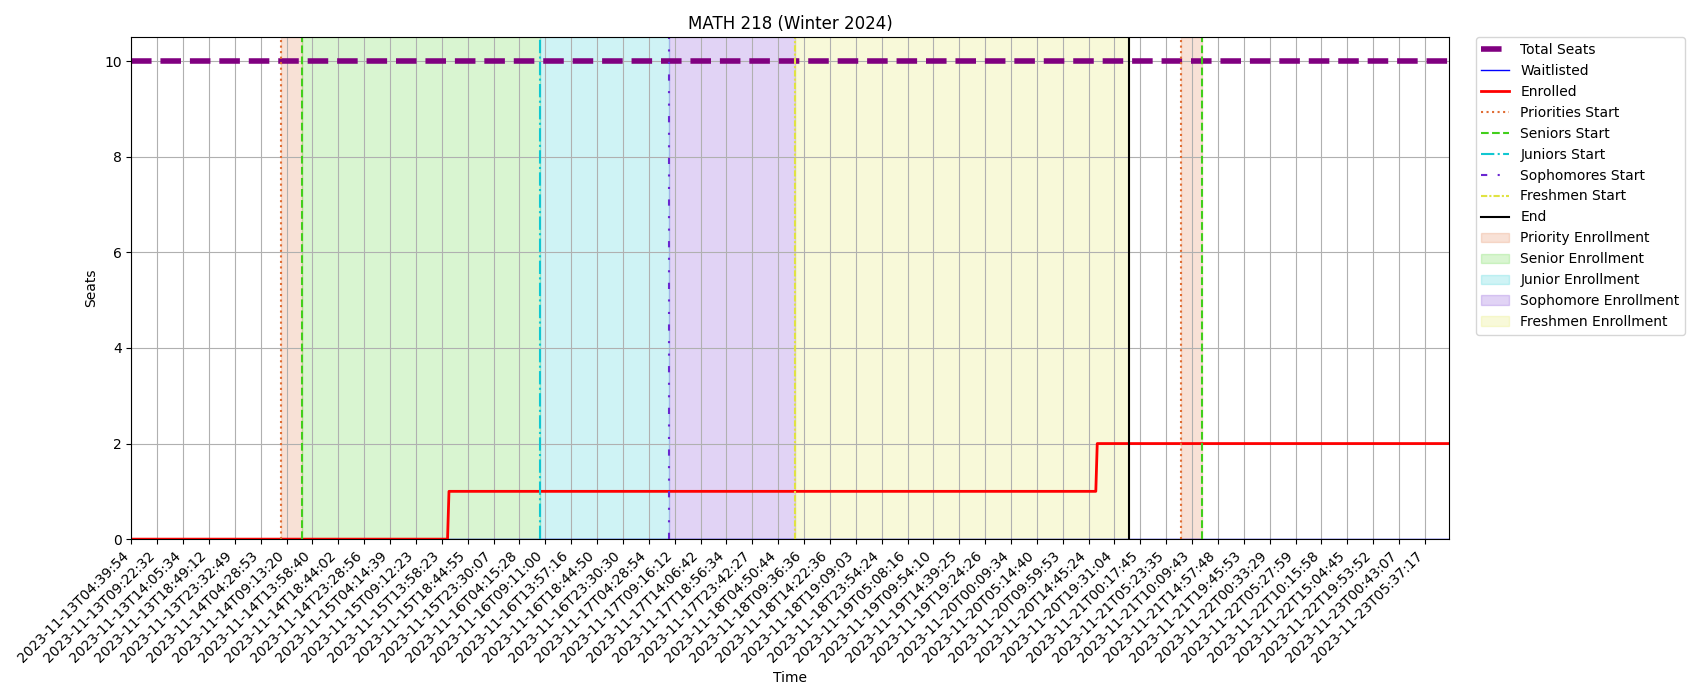 MATH 218 (Winter 2024)
Seats
10
8
6
4
2
0
2023-11-13T04:39:54
2023-11-13T09:22:32
2023-11-13T14:05:34
2023-11-13T18:49:12
2023-11-13T23:32:49
2023-11-14T04:28:53
2023-11-14T09:13:20
2023-11-14T13:58:40
2023-11-14T18:44:02
2023-11-14T23:28:56
2023-11-15T04:14:39
2023-11-15T09:12:23
2023-11-15T13:58:23
2023-11-15T18:44:55
2023-11-15T23:30:07
2023-11-16T04:15:28
2023-11-16T09:11:00
2023-11-16T13:57:16
2023-11-16T18:44:50
2023-11-16T23:30:30
2023-11-17T04:28:54
2023-11-17T09:16:12
2023-11-17T14:06:42
2023-11-17T18:56:34
2023-11-17T23:42:27
2023-11-18T04:50:44
2023-11-18T09:36:36
2023-11-18T14:22:36
2023-11-18T19:09:03
2023-11-18T23:54:24
2023-11-19T05:08:16
2023-11-19T09:54:10
2023-11-19T14:39:25
2023-11-19T19:24:26
2023-11-20T00:09:34
2023-11-20T05:14:40
2023-11-20T09:59:53
2023-11-20T14:45:24
2023-11-20T19:31:04
2023-11-21T00:17:45
2023-11-21T05:23:35
2023-11-21T10:09:43
2023-11-21T14:57:48
2023-11-21T19:45:53
2023-11-22T00:33:29
2023-11-22T05:27:59
2023-11-22T10:15:58
2023-11-22T15:04:45
2023-11-22T19:53:52
2023-11-23T00:43:07
2023-11-23T05:37:17
Time
Total Seats
Waitlisted
Enrolled
Priorities Start
Seniors Start
Juniors Start
Sophomores Start
Freshmen Start
End
Priority Enrollment
Senior Enrollment
Junior Enrollment
Sophomore Enrollment
Freshmen Enrollment